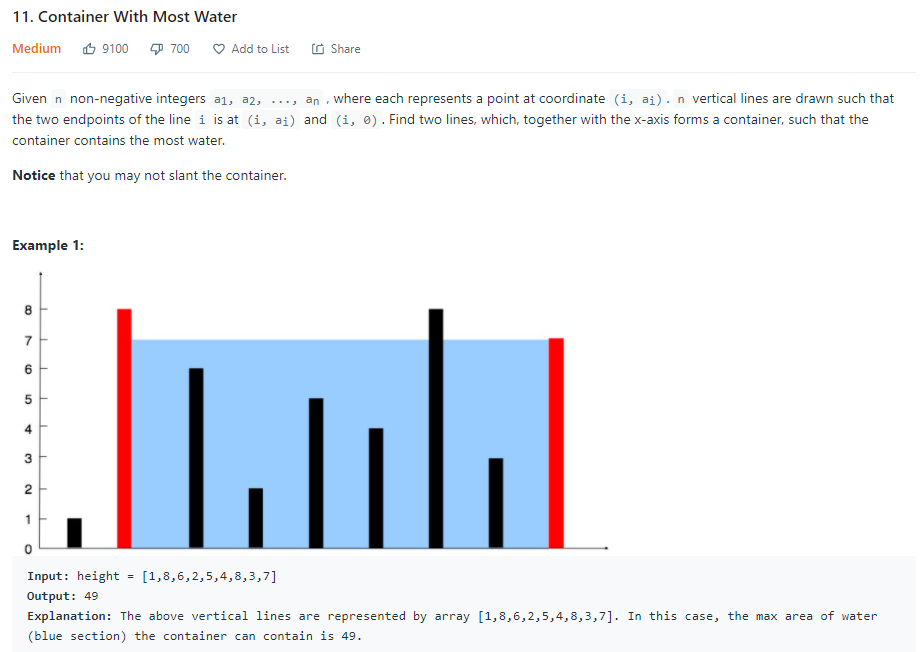 11. Container With Most Water
Medium 9100 700 Add to List Share
Given n non-negative integers a1, a2, ..., an , where each represents a point at coordinate (i, ai). n vertical lines are drawn such that
the two endpoints of the line i is at (i, ai) and (i, 0). Find two lines, which, together with the x-axis forms a container, such that the
container contains the most water.
Notice that you may not slant the container.
Example 1:
8
7
6
5
4
3
2
1
0
Input: height = [1,8,6,2,5,4,8,3,7]
Output: 49
Explanation: The above vertical lines are represented by array [1,8,6,2,5,4,8,3,7]. In this case, the max area of water
(blue section) the container can contain is 49.